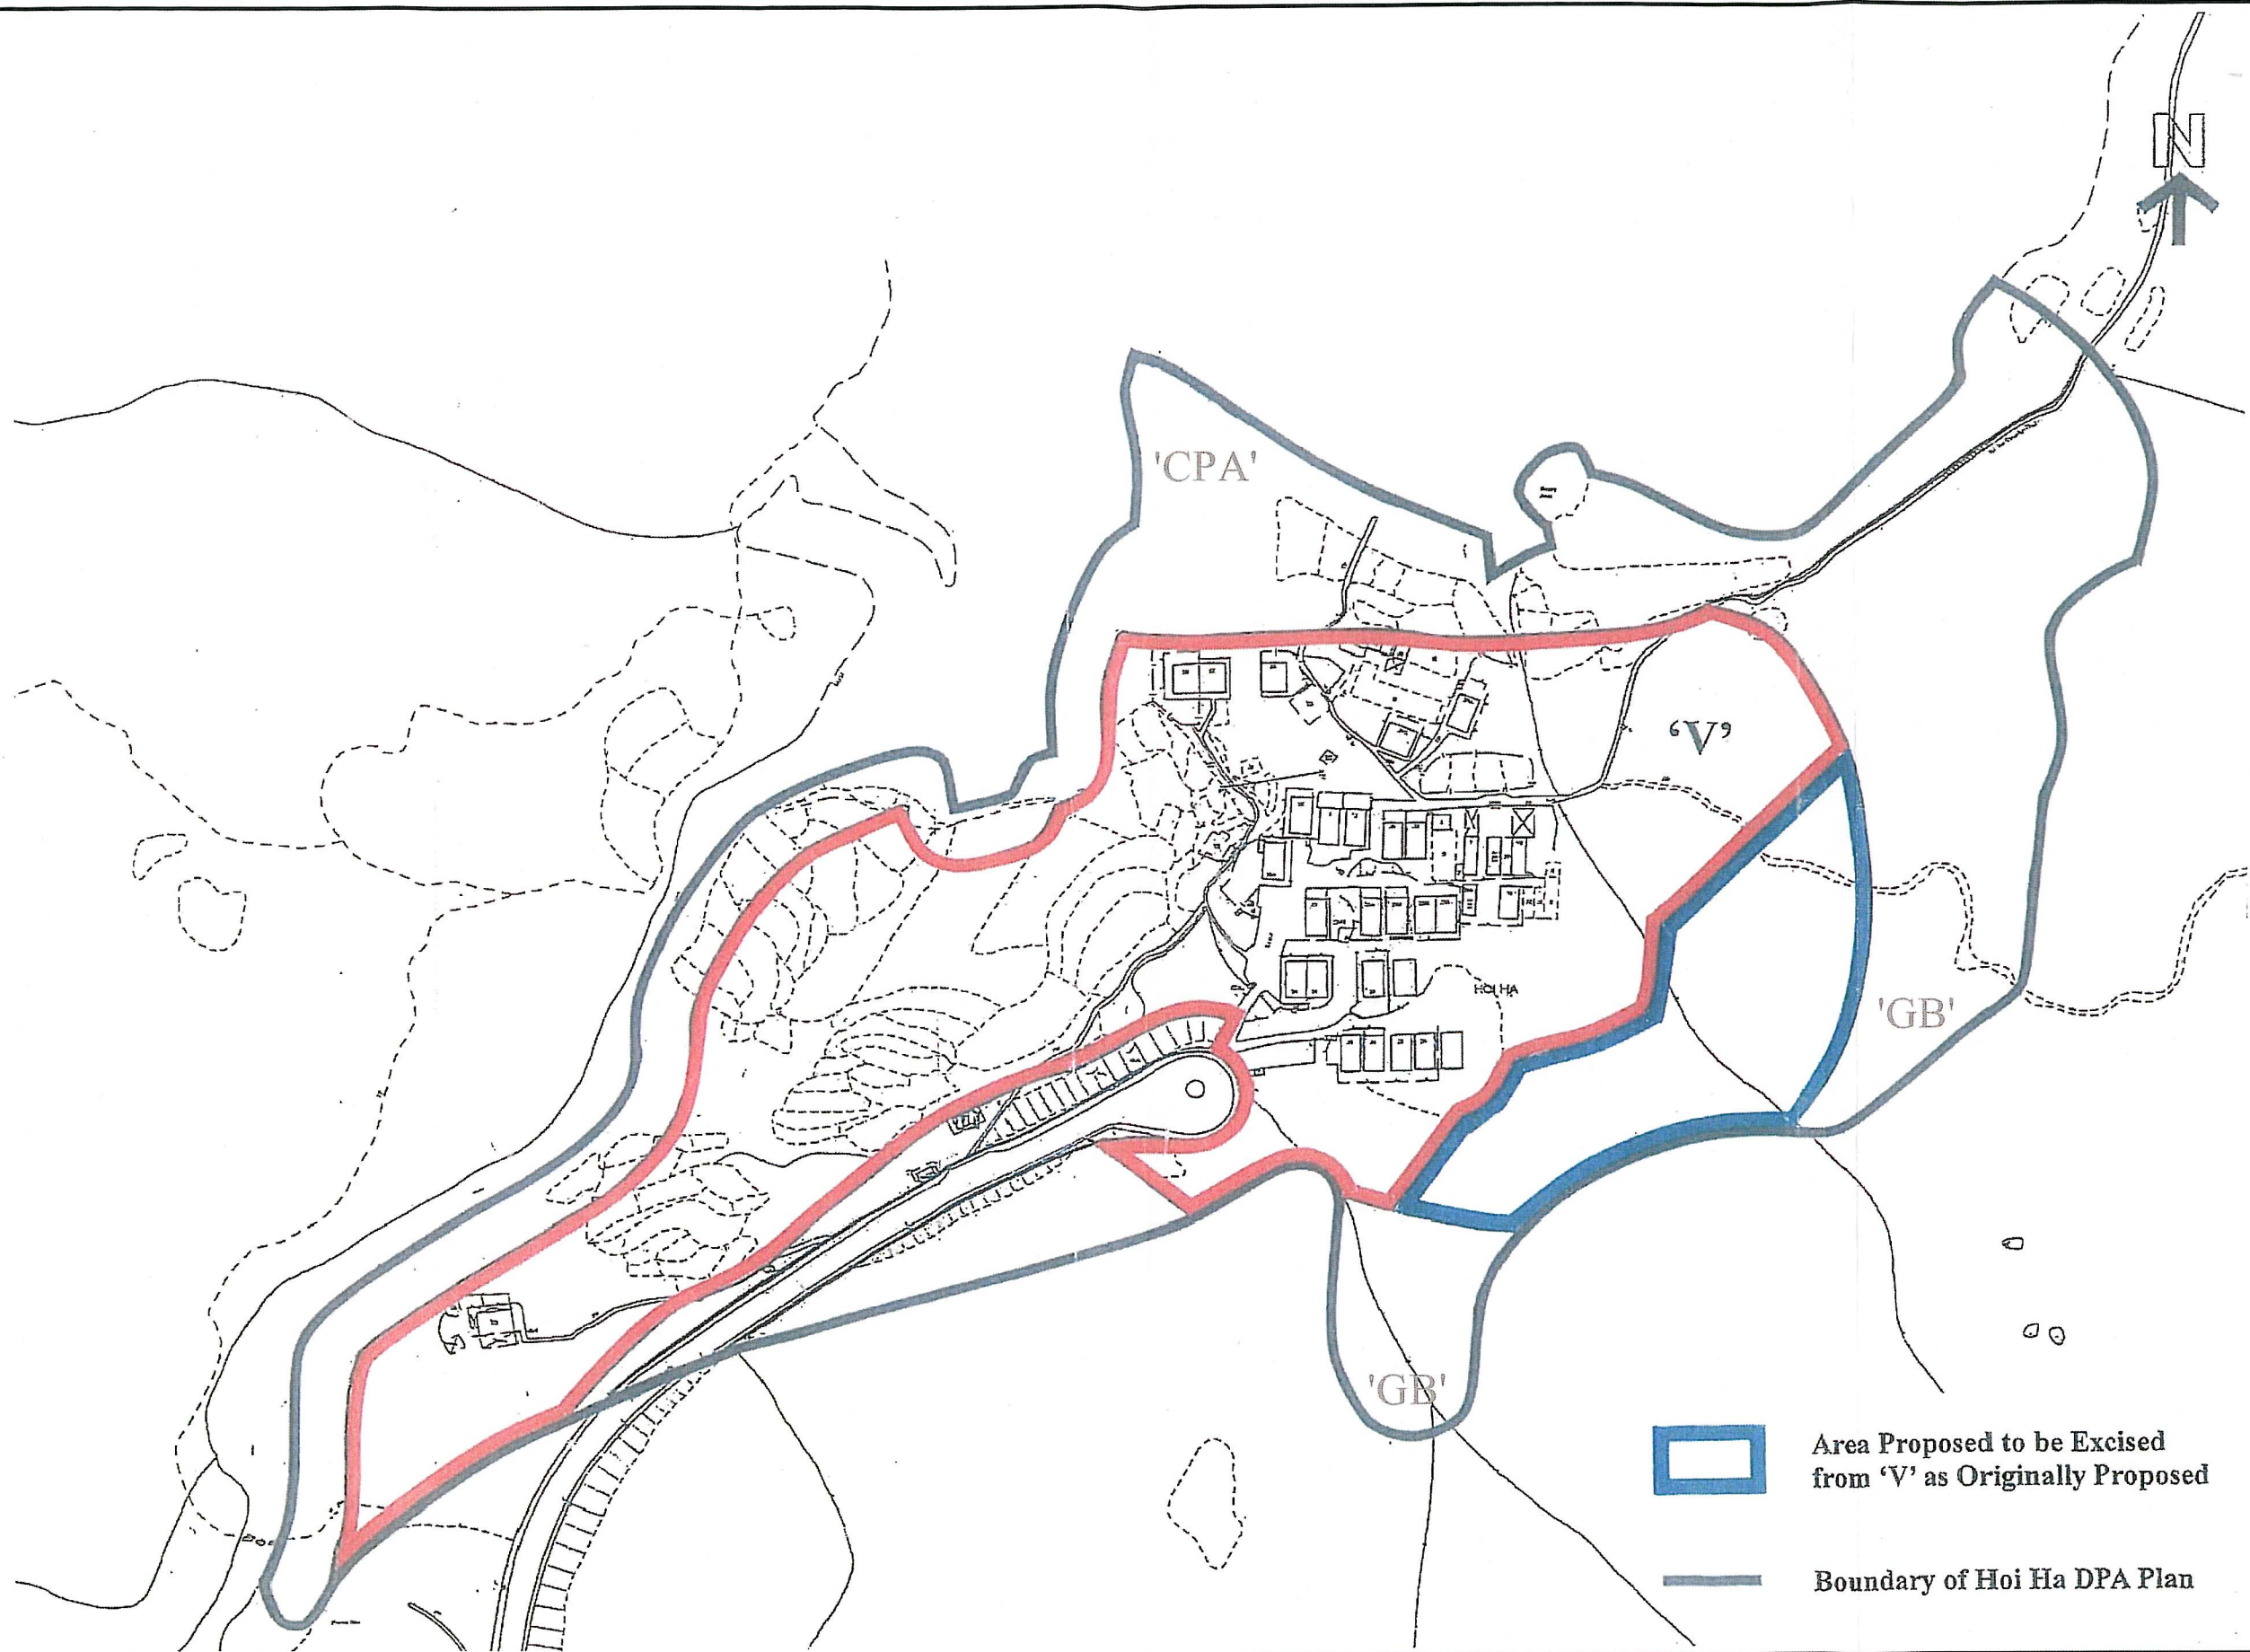 N
'CPA'
‘V’
HOI HA
'GB'
'GB'
Area Proposed to be Excised
from ‘V’ as Originally Proposed
Boundary of Hoi Ha DPA Plan